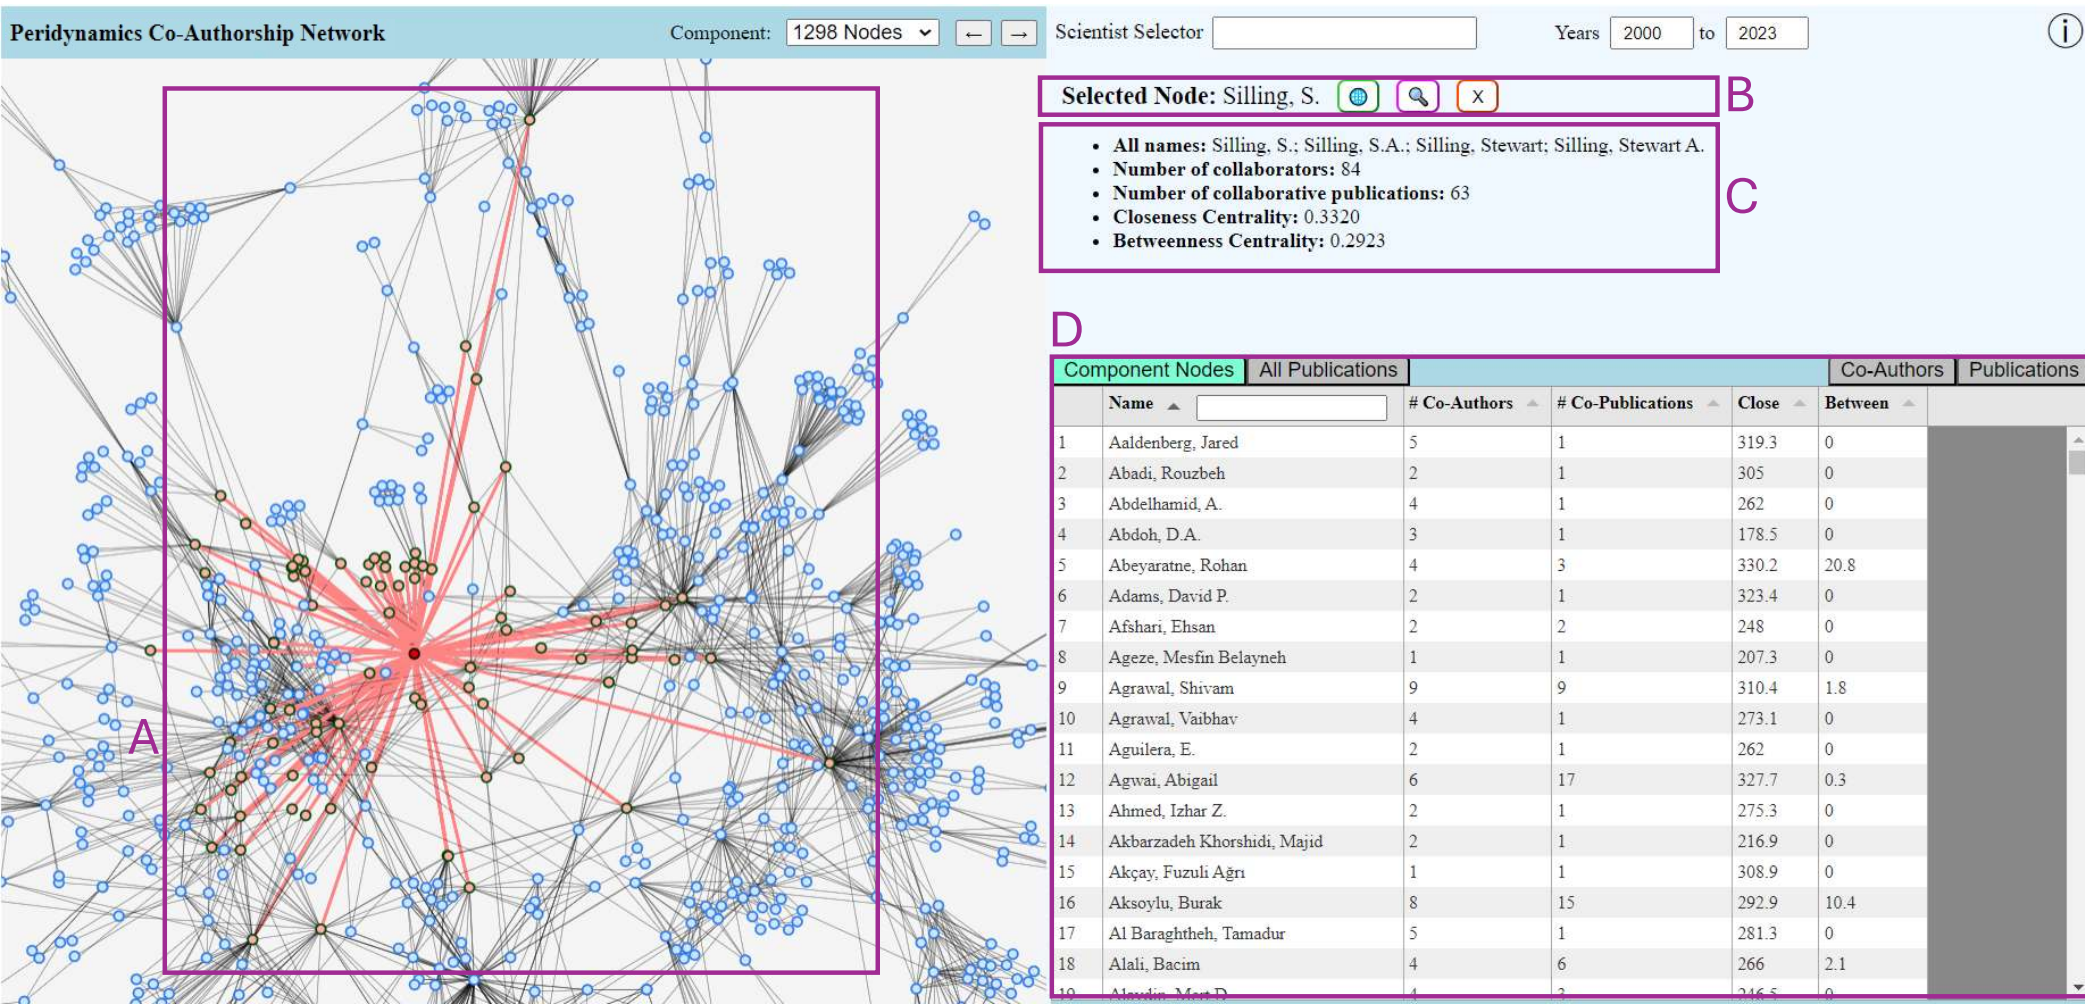 Peridynamics Co-Authorship Network Component: 1298 Nodes ← → Scientist Selector Years 2000 to 2023 i
Selected Node: Silling, S. X B
All names: Silling, S.; Silling, S.A.; Silling, Stewart; Silling, Stewart A.
Number of collaborators: 84
Number of collaborative publications: 63
Closeness Centrality: 0.3320
Betweenness Centrality: 0.2923
C
D
A
Component Nodes All Publications Co-Authors Publications
Name # Co-Authors # Co-Publications Close Between
1 Aaldenberg, Jared 5 1 319.3 0
2 Abadi, Rouzbeh 2 1 305 0
3 Abdelhamid, A. 4 1 262 0
4 Abdoh, D.A. 3 1 178.5 0
5 Abeyaratne, Rohan 4 3 330.2 20.8
6 Adams, David P. 2 1 323.4 0
7 Afshari, Ehsan 2 2 248 0
8 Ageze, Mesfin Belayneh 1 1 207.3 0
9 Agrawal, Shivam 9 9 310.4 1.8
10 Agrawal, Vaibhav 4 1 273.1 0
11 Aguilera, E. 2 1 262 0
12 Agwai, Abigail 6 17 327.7 0.3
13 Ahmed, Izhar Z. 2 1 275.3 0
14 Akbarzadeh Khorshidi, Majid 2 1 216.9 0
15 Akçay, Fuzuli Ağrı 1 1 308.9 0
16 Aksoylu, Burak 8 15 292.9 10.4
17 Al Baraghtheh, Tamadur 5 1 281.3 0
18 Alali, Bacim 4 6 266 2.1